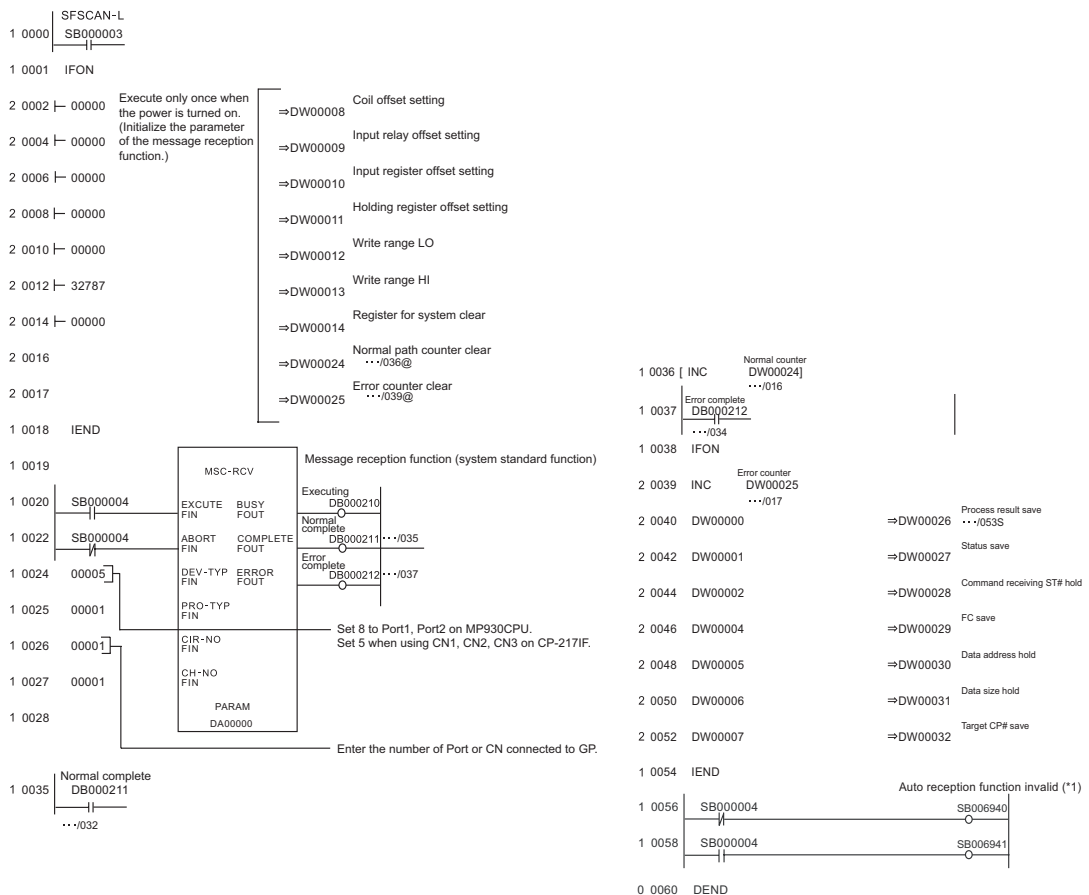 SFSCAN-L
1 0000 SB000003
1 0001 IFON
2 0002 ├ 00000 ⇒DW00008 Coil offset setting
Execute only once when
the power is turned on.
(Initialize the parameter
of the message reception
function.)
2 0004 ├ 00000 ⇒DW00009 Input relay offset setting
2 0006 ├ 00000 ⇒DW00010 Input register offset setting
2 0008 ├ 00000 ⇒DW00011 Holding register offset setting
2 0010 ├ 00000 ⇒DW00012 Write range LO
2 0012 ├ 32787 ⇒DW00013 Write range HI
2 0014 ├ 00000 ⇒DW00014 Register for system clear
2 0016 ⇒DW00024 Normal path counter clear
···/036@
2 0017 ⇒DW00025 Error counter clear
···/039@
1 0018 IEND
1 0019
MSC-RCV
Message reception function (system standard function)
1 0020 SB000004
EXCUTE BUSY
FIN FOUT
Executing
DB000210
1 0022 SB000004
ABORT COMPLETE
FIN FOUT
Normal
complete
DB000211 ···/035
1 0024 00005
DEV-TYP ERROR
FIN FOUT
Error
complete
DB000212 ···/037
1 0025 00001
PRO-TYP
FIN
1 0026 00001
CIR-NO
FIN
Set 8 to Port1, Port2 on MP930CPU.
Set 5 when using CN1, CN2, CN3 on CP-217IF.
1 0027 00001
CH-NO
FIN
1 0028
PARAM
DA00000
Enter the number of Port or CN connected to GP.
Normal complete
1 0035 DB000211
···/032
Normal counter
1 0036 [ INC DW00024]
···/016
Error complete
1 0037 DB000212
···/034
1 0038 IFON
Error counter
2 0039 INC DW00025
···/017
2 0040 DW00000 ⇒DW00026 Process result save
···/053S
2 0042 DW00001 ⇒DW00027 Status save
2 0044 DW00002 ⇒DW00028 Command receiving ST# hold
2 0046 DW00004 ⇒DW00029 FC save
2 0048 DW00005 ⇒DW00030 Data address hold
2 0050 DW00006 ⇒DW00031 Data size hold
2 0052 DW00007 ⇒DW00032 Target CP# save
1 0054 IEND
Auto reception function invalid (*1)
1 0056 SB000004 SB006940
1 0058 SB000004 SB006941
0 0060 DEND